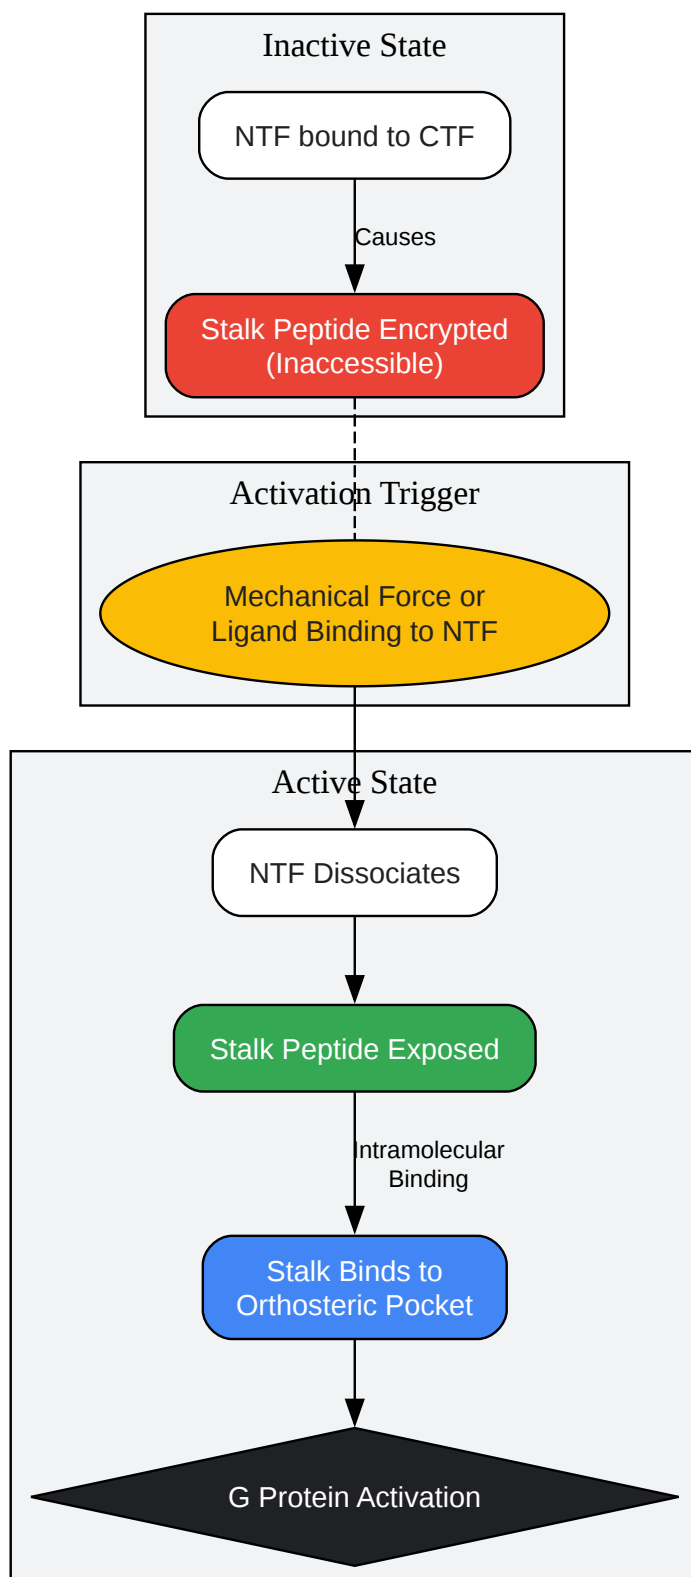 Inactive State
NTF bound to CTF
Causes
Stalk Peptide Encrypted
(Inaccessible)
Activation Trigger
Mechanical Force or
Ligand Binding to NTF
Active State
NTF Dissociates
Stalk Peptide Exposed
Intramolecular
Binding
Stalk Binds to
Orthosteric Pocket
G Protein Activation